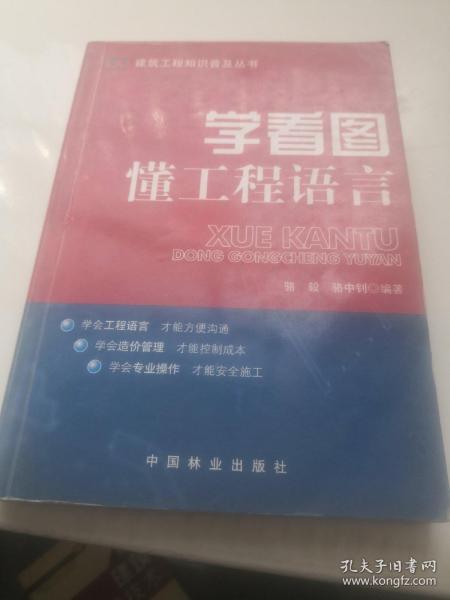 建筑工程知识普及丛书
学看图
懂工程语言
XUE KANTU
DONG GONGCHENG YUYAN
骆 毅 骆中钊◎编著
学会工程语言 才能方便沟通
学会造价管理 才能控制成本
学会专业操作 才能安全施工
中国林业出版社
孔夫子旧书网
www.kongfz.com